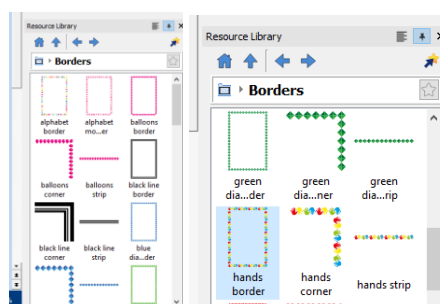 Resource Library
Borders
alphabet border
alphabet mo...er
balloons border
balloons corner
balloons strip
black line border
black line corner
black line strip
blue dia...der
Resource Library
Borders
green dia...der
green dia...ner
green dia...rip
hands border
hands corner
hands strip